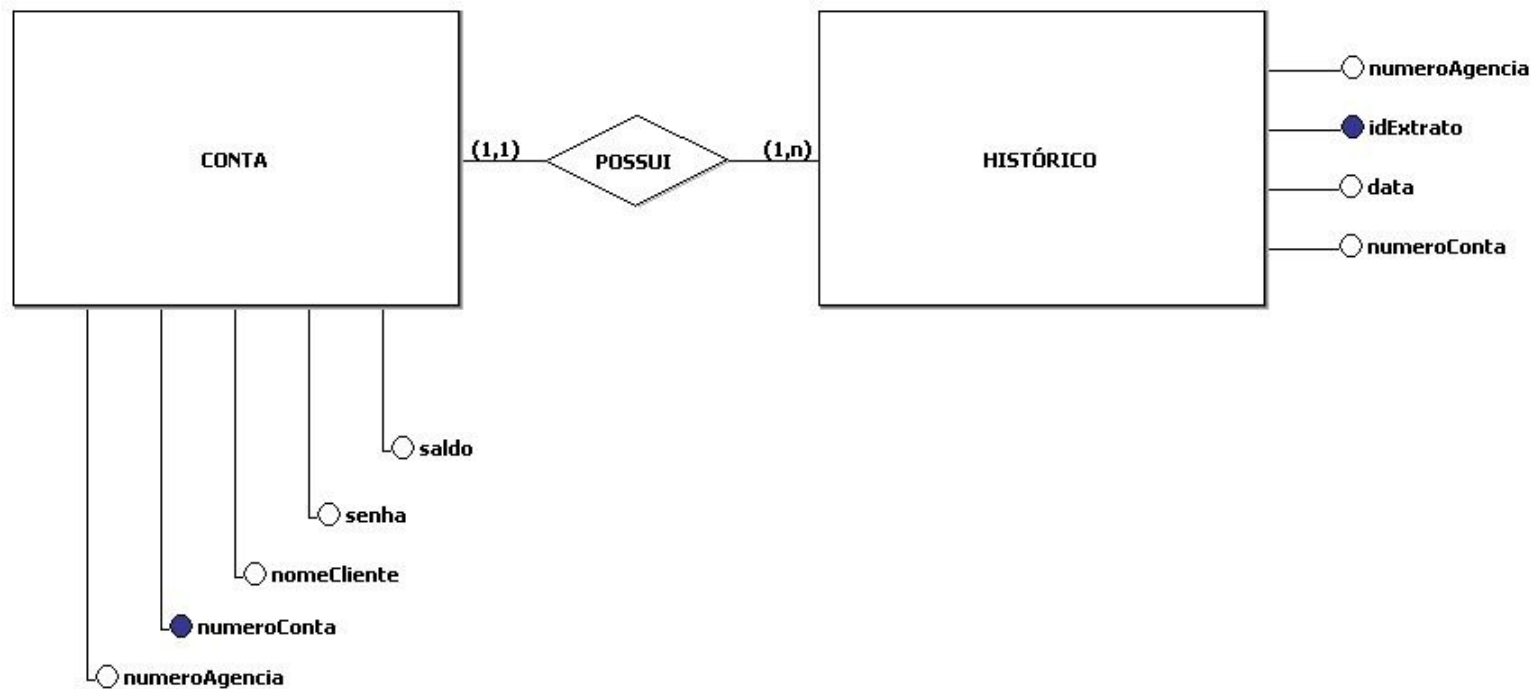 CONTA
(1,1)
POSSUI
(1,n)
HISTÓRICO
numeroAgencia
idExtrato
data
numeroConta
saldo
senha
nomeCliente
numeroConta
numeroAgencia